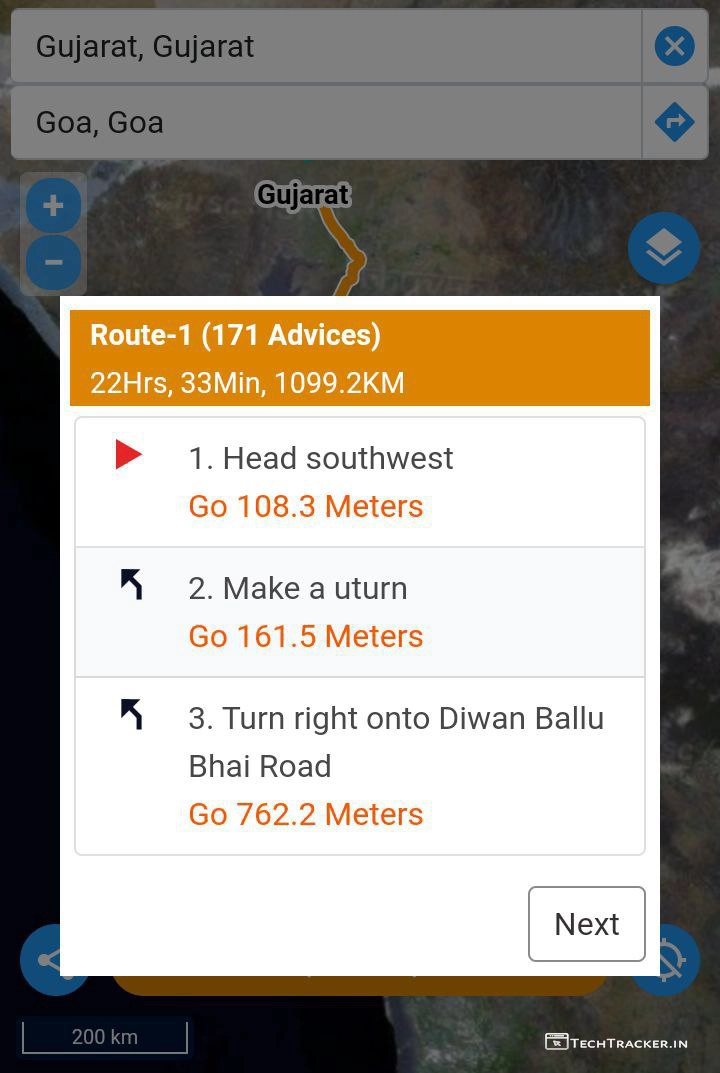 Gujarat, Gujarat
Goa, Goa
Gujarat
Route-1 (171 Advices)
22Hrs, 33Min, 1099.2KM
1. Head southwest
Go 108.3 Meters
2. Make a uturn
Go 161.5 Meters
3. Turn right onto Diwan Ballu
Bhai Road
Go 762.2 Meters
Next
200 km
TECHTRACKER.IN